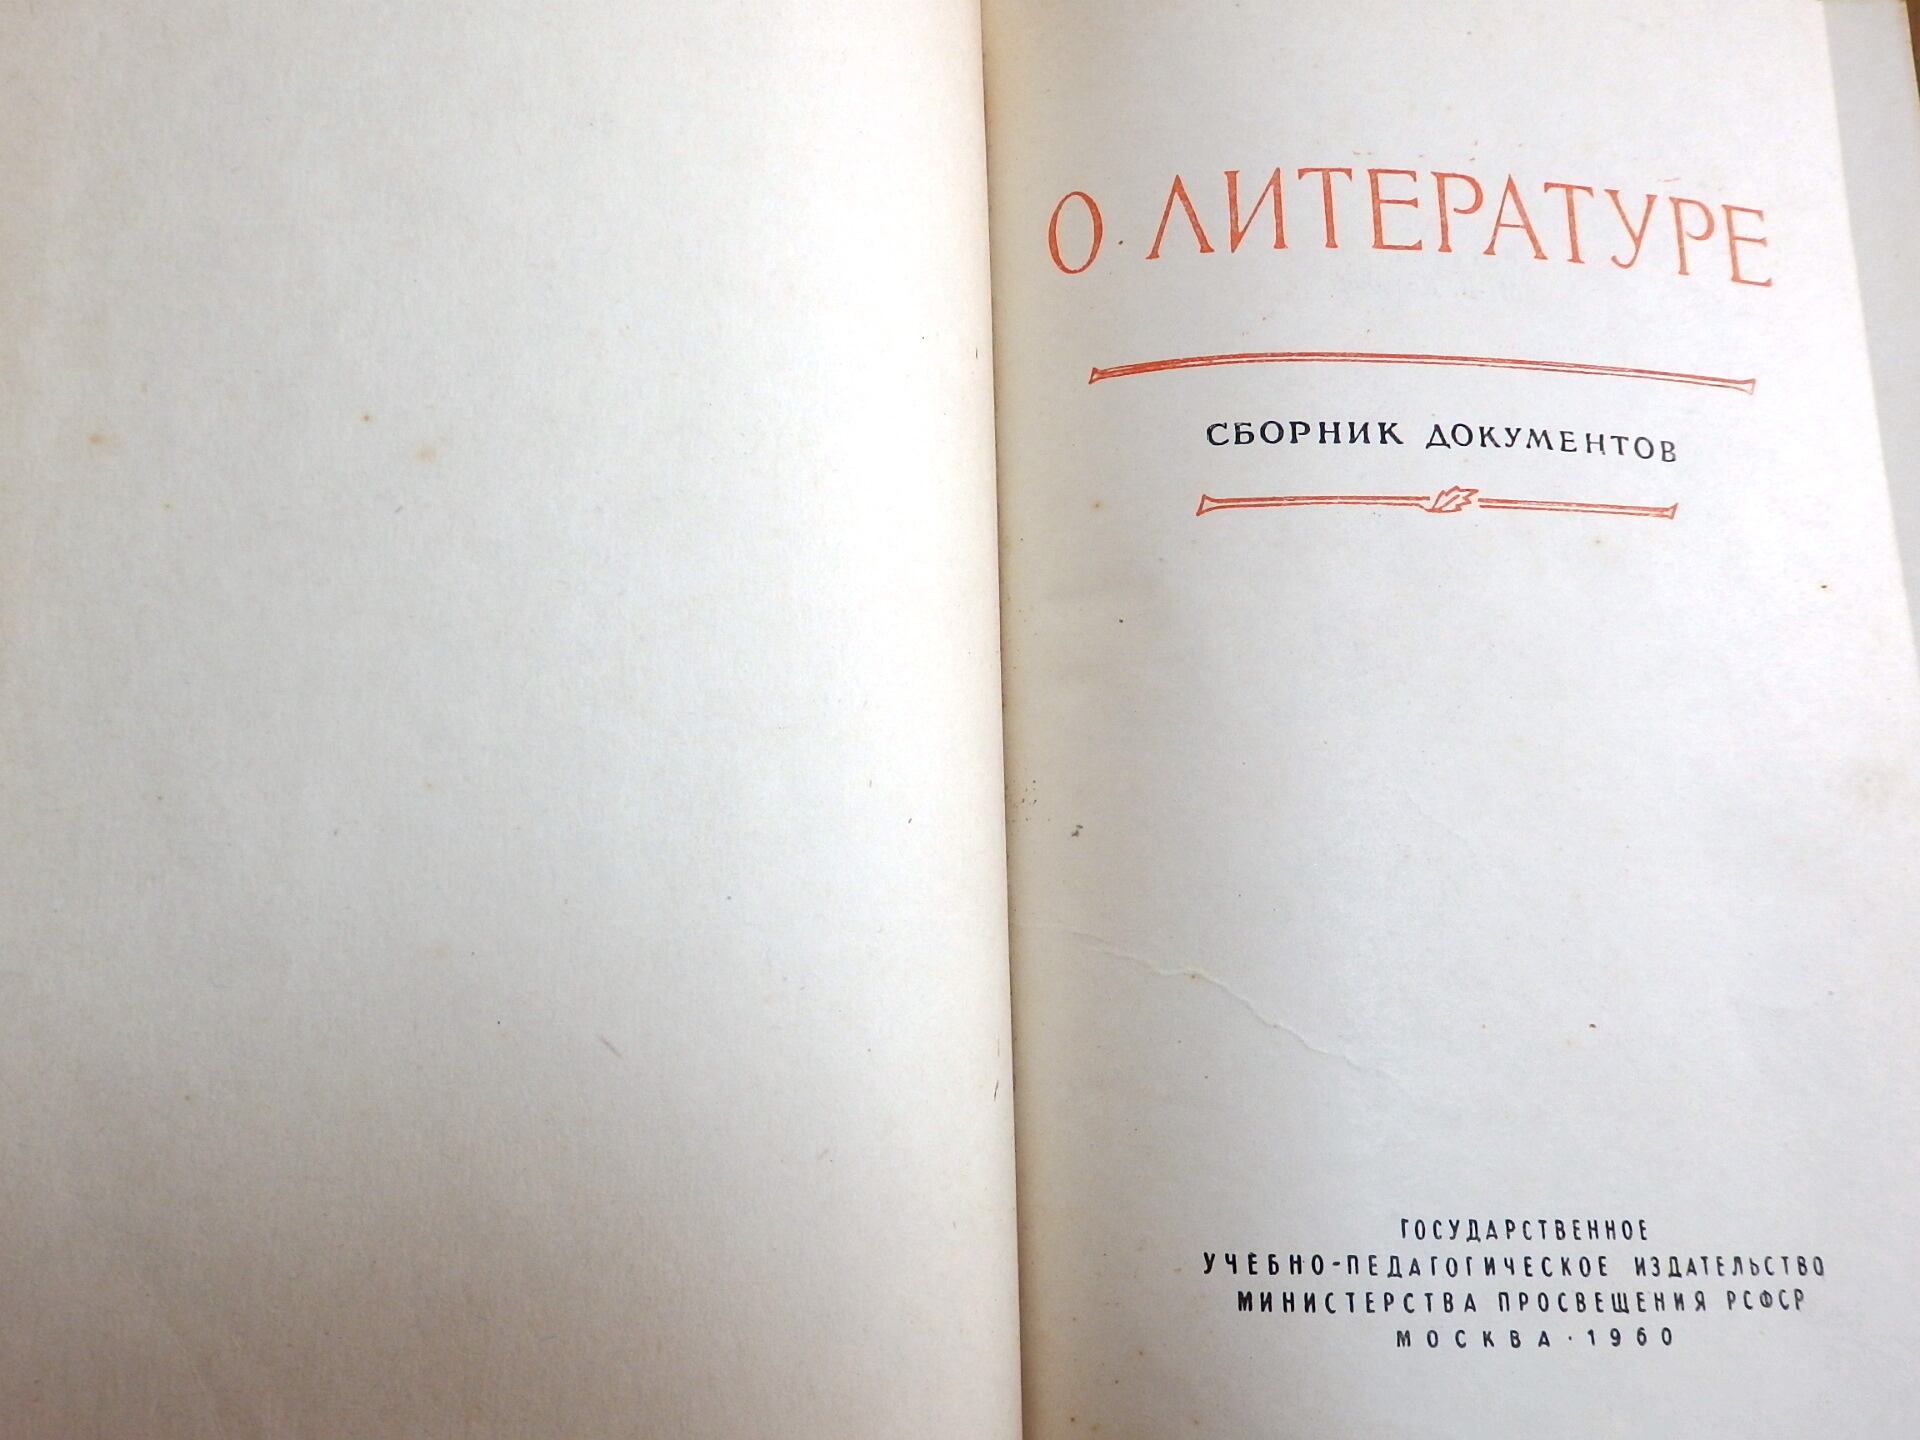 О ЛИТЕРАТУРЕ
СБОРНИК ДОКУМЕНТОВ
ГОСУДАРСТВЕННОЕ
УЧЕБНО-ПЕДАГОГИЧЕСКОЕ ИЗДАТЕЛЬСТВО
МИНИСТЕРСТВА ПРОСВЕЩЕНИЯ РСФСР
МОСКВА · 1960